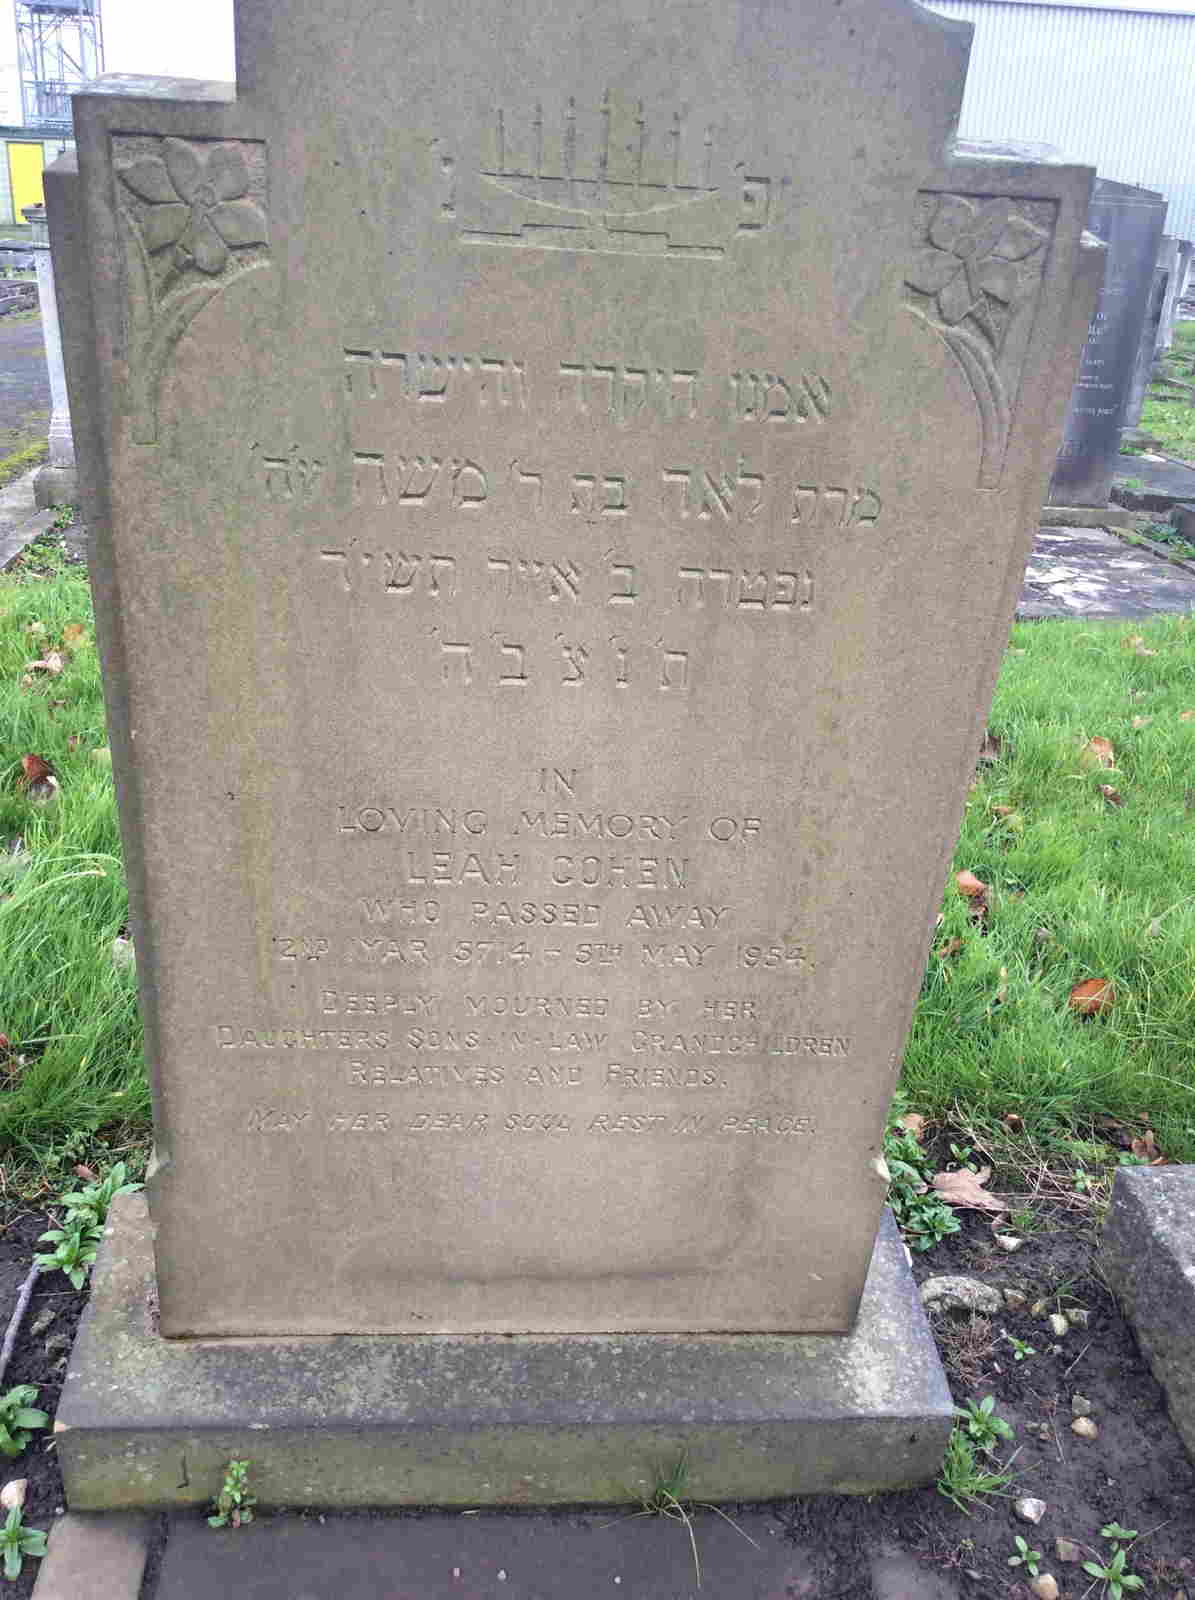 פ׳ נ׳
אמנו היקרה והישרה
מרת לאה בת ר׳ משה ע׳ה׳
נפטרה ב׳ אייר תשי׳ד
ת׳ נ׳ צ׳ ב׳ ה׳
IN
LOVING MEMORY OF
LEAH COHEN
WHO PASSED AWAY
2ND IYAR 5714 - 5TH MAY 1954.
DEEPLY MOURNED BY HER
DAUGHTERS SONS-IN-LAW GRANDCHILDREN
RELATIVES AND FRIENDS.
MAY HER DEAR SOUL REST IN PEACE.